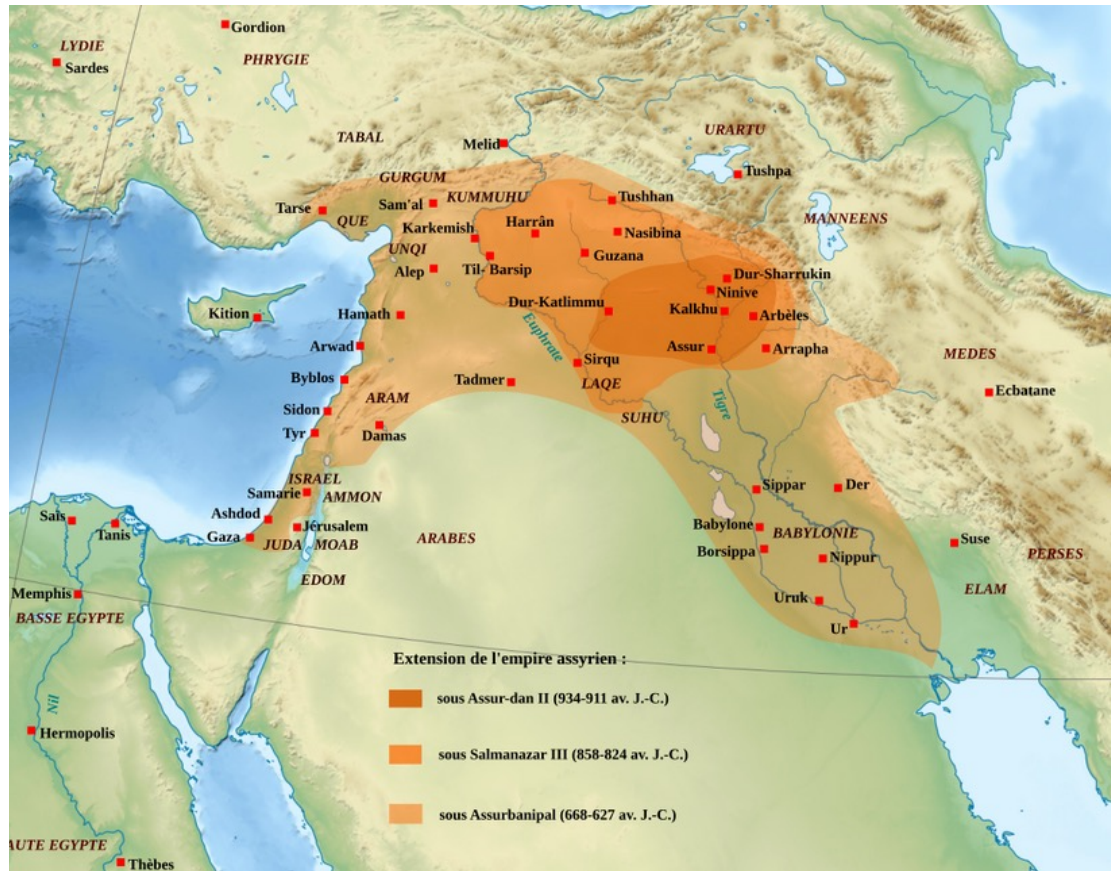 Gordion
LYDIE
Sardes
PHRYGIE
TABAL
Melid
URARTU
Tushpa
GURGUM
KUMMUHU
Tushhan
Tarse
QUE
Sam'al
MANNEENS
Karkemish
Harrân
Nasibina
UNQI
Guzana
Alep
Til- Barsip
Dur-Sharrukin
Ninive
Kition
Hamath
Dur-Katlimmu
Kalkhu
Arbèles
Euphrate
Arwad
Assur
Arrapha
MEDES
Sirqu
Byblos
Tadmer
LAQE
Ecbatane
ARAM
Tigre
Sidon
SUHU
Tyr
Damas
ISRAEL
Samarie
AMMON
Sippar
Der
Ashdod
Saïs
Tanis
Jérusalem
Babylone
BABYLONIE
Gaza
JUDA
MOAB
ARABES
Suse
Borsippa
Nippur
PERSES
EDOM
ELAM
Memphis
Uruk
BASSE EGYPTE
Ur
Extension de l'empire assyrien :
sous Assur-dan II (934-911 av. J.-C.)
Nil
Hermopolis
sous Salmanazar III (858-824 av. J.-C.)
sous Assurbanipal (668-627 av. J.-C.)
AUTE EGYPTE
Thèbes